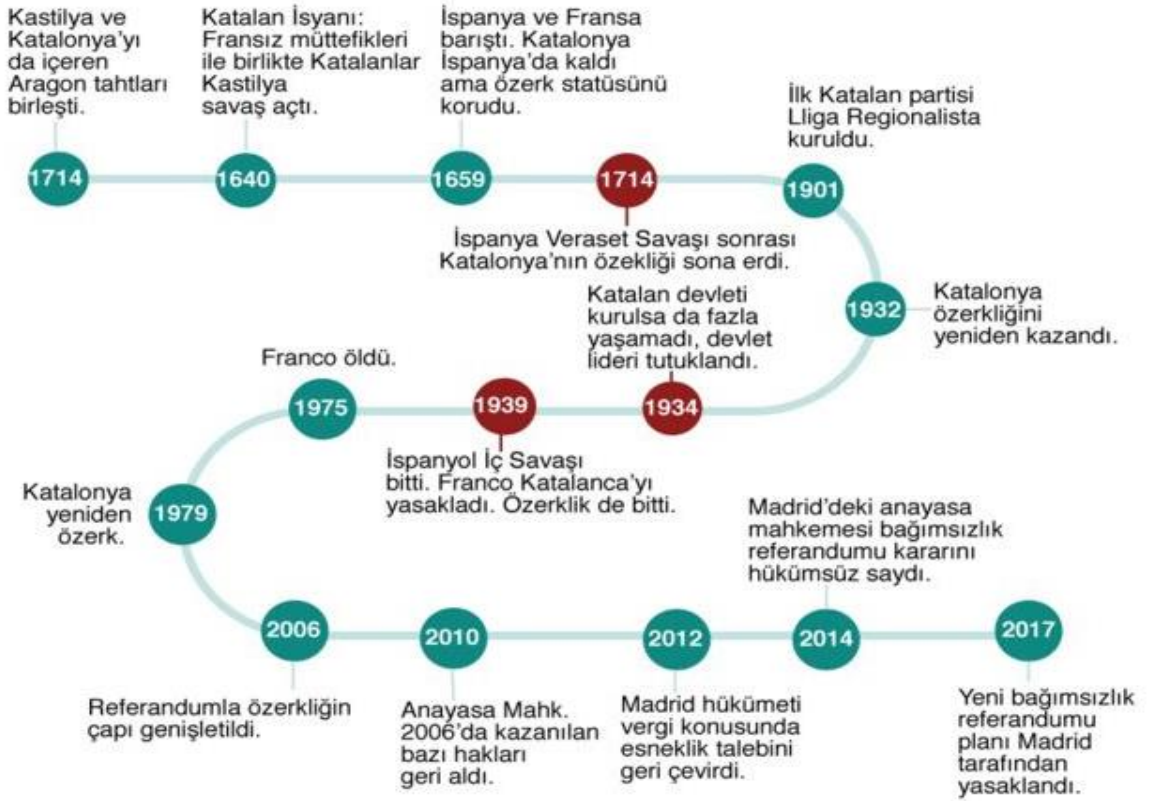 Kastilya ve
Katalonya'yı
da içeren
Aragon tahtları
birleşti.
1714
Katalan İsyanı:
Fransız müttefikleri
ile birlikte Katalanlar
Kastilya
savaş açtı.
1640
İspanya ve Fransa
barıştı. Katalonya
İspanya'da kaldı
ama özerk statüsünü
korudu.
1659
1714
İspanya Veraset Savaşı sonrası
Katalonya'nın özekliği sona erdi.
İlk Katalan partisi
Lliga Regionalista
kuruldu.
1901
1932
Katalonya
özerkliğini
yeniden kazandı.
Katalan devleti
kurulsa da fazla
yaşamadı, devlet
lideri tutuklandı.
1934
1939
İspanyol İç Savaşı
bitti. Franco Katalanca'yı
yasakladı. Özerklik de bitti.
Franco öldü.
1975
Katalonya
yeniden
özerk.
1979
2006
Referandumla özerkliğin
çapı genişletildi.
2010
Anayasa Mahk.
2006'da kazanılan
bazı hakları
geri aldı.
2012
Madrid hükümeti
vergi konusunda
esneklik talebini
geri çevirdi.
Madrid'deki anayasa
mahkemesi bağımsızlık
referandumu kararını
hükümsüz saydı.
2014
2017
Yeni bağımsızlık
referandumu
planı Madrid
tarafından
yasaklandı.